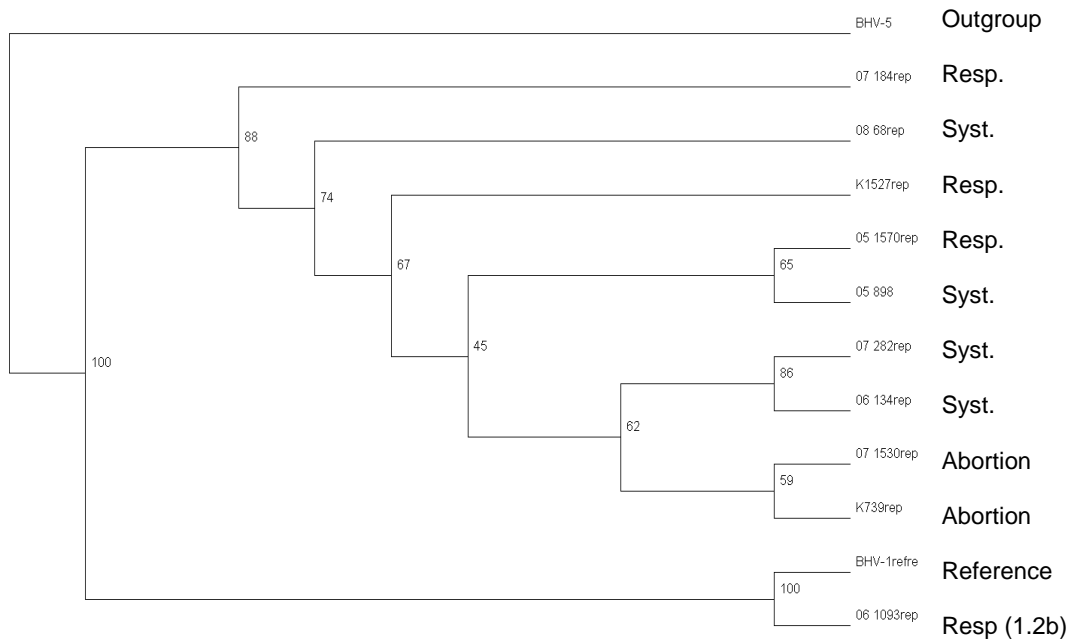 BHV-5 Outgroup
07 184rep Resp.
88
08 68rep Syst.
74
K1527rep Resp.
05 1570rep Resp.
67 65
05 898 Syst.
45
07 282rep Syst.
100 86
06 134rep Syst.
62
07 1530rep Abortion
59
K739rep Abortion
BHV-1refre Reference
100
06 1093rep Resp (1.2b)